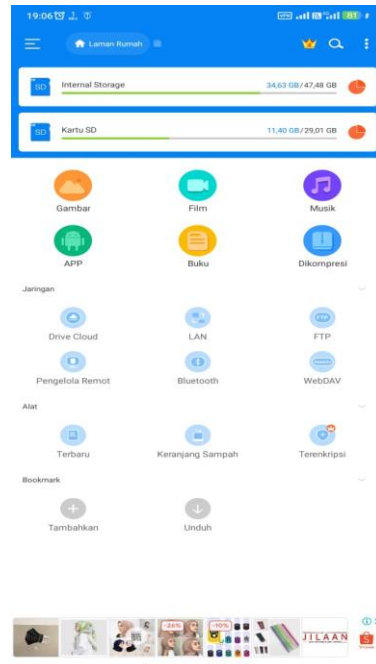 19:06
81
Laman Rumah
SD Internal Storage 34,63 GB/47,48 GB
SD Kartu SD 11,40 GB/29,01 GB
Gambar Film Musik
APP Buku Dikompresi
Jaringan
Drive Cloud LAN FTP
Pengelola Remot Bluetooth WebDAV
Alat
Terbaru Keranjang Sampah Terenkripsi
Bookmark
Tambahkan Unduh
-26% -10% JILAAN